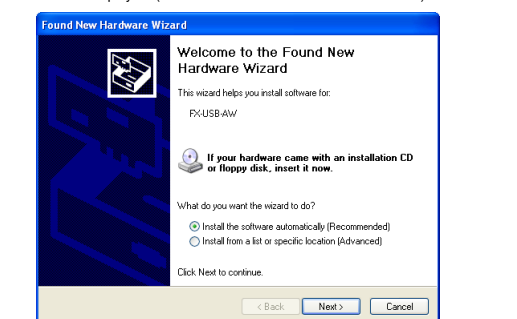 Found New Hardware Wizard
Welcome to the Found New
Hardware Wizard
This wizard helps you install software for:
FX-USB-AW
If your hardware came with an installation CD
or floppy disk, insert it now.
What do you want the wizard to do?
Install the software automatically (Recommended)
Install from a list or specific location (Advanced)
Click Next to continue.
< Back Next > Cancel